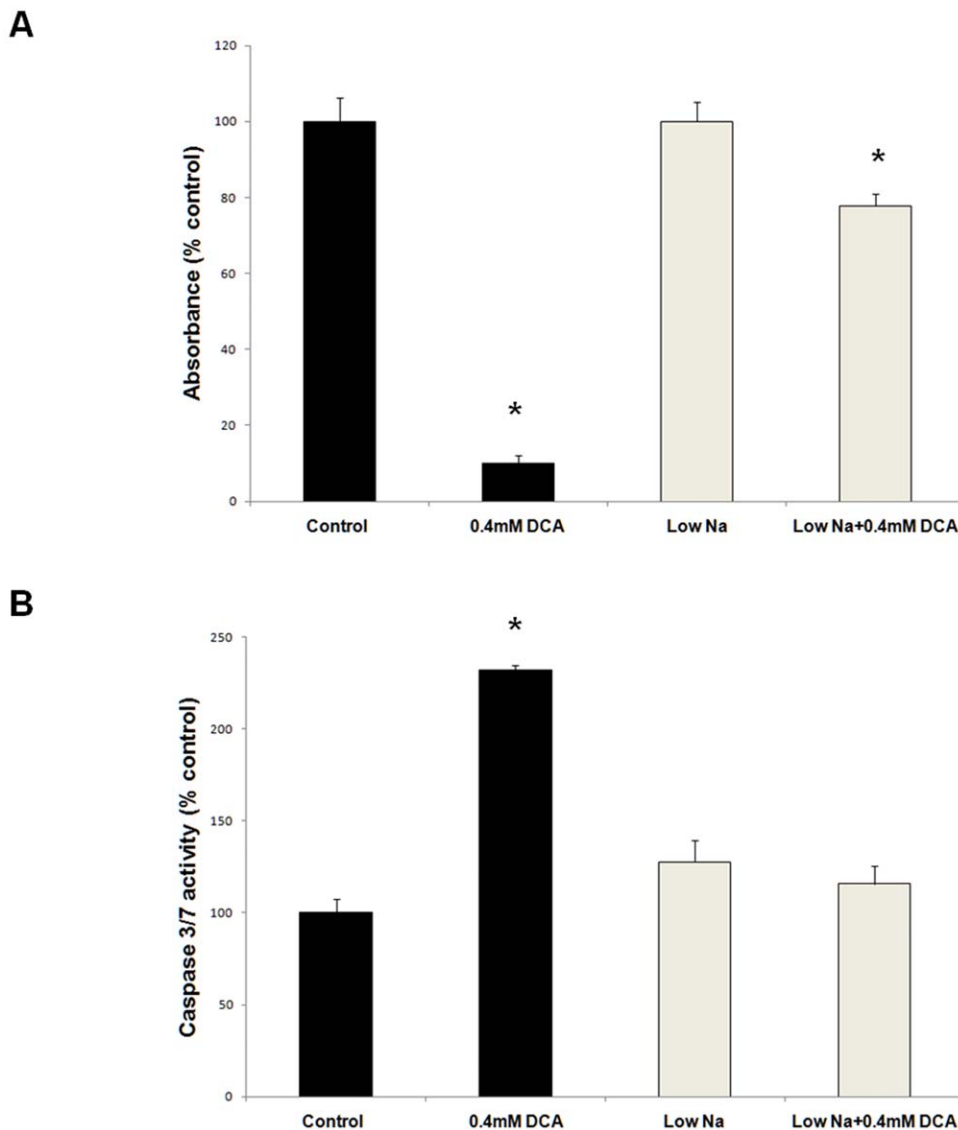 A
Absorbance (% control)
120
100
80
60
40
20
0
*
*
Control
0.4mM DCA
Low Na
Low Na+0.4mM DCA
B
Caspase 3/7 activity (% control)
250
200
150
100
50
0
*
Control
0.4mM DCA
Low Na
Low Na+0.4mM DCA